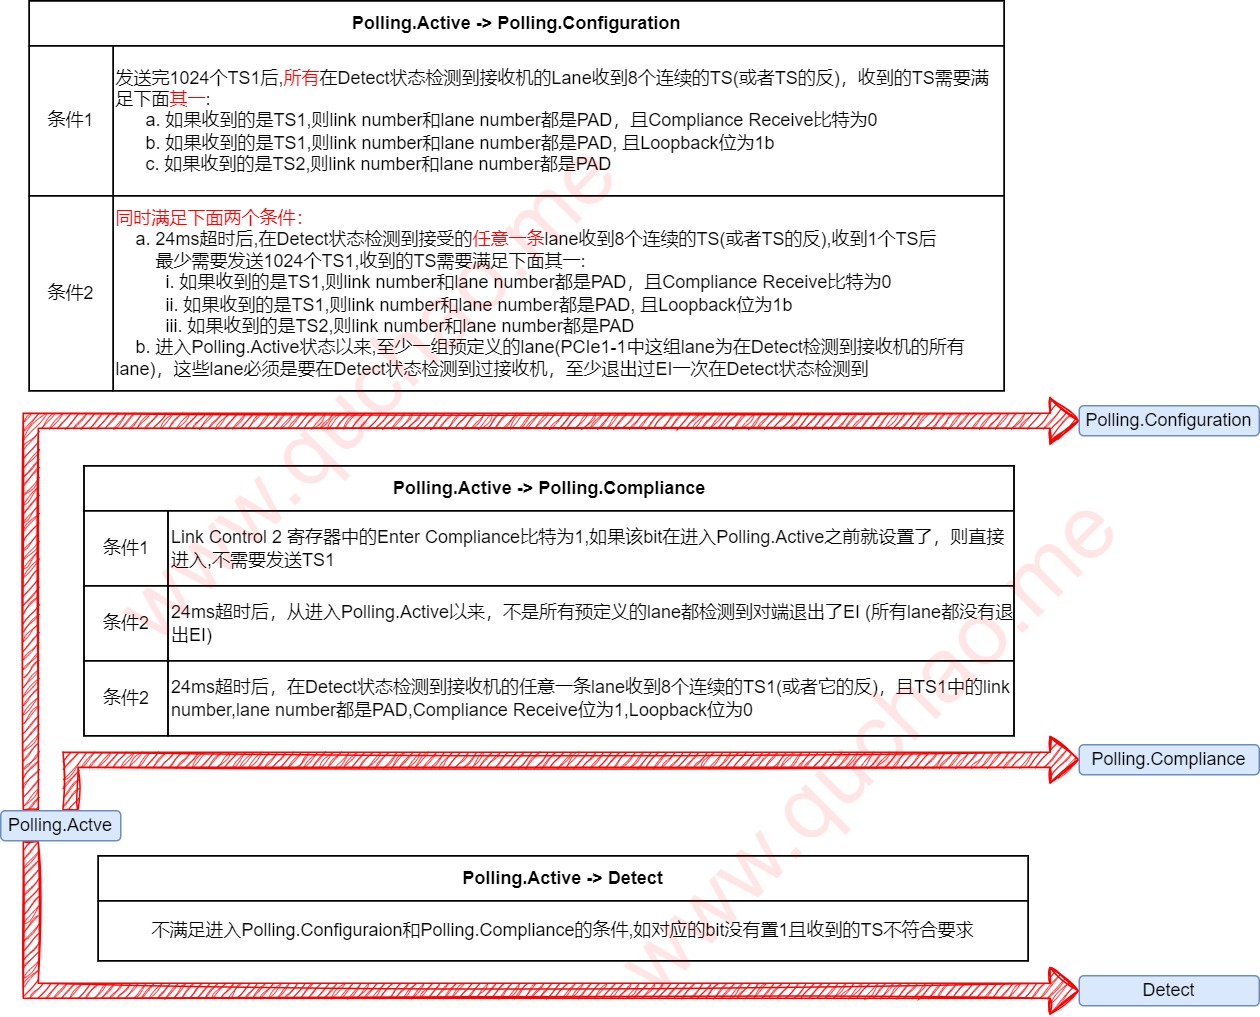 Polling.Active -> Polling.Configuration
条件1
发送完1024个TS1后,所有在Detect状态检测到接收机的Lane收到8个连续的TS(或者TS的反)，收到的TS需要满
足下面其一:
a. 如果收到的是TS1,则link number和lane number都是PAD，且Compliance Receive比特为0
b. 如果收到的是TS1,则link number和lane number都是PAD, 且Loopback位为1b
c. 如果收到的是TS2,则link number和lane number都是PAD
条件2
同时满足下面两个条件：
a. 24ms超时后,在Detect状态检测到接受的任意一条lane收到8个连续的TS(或者TS的反),收到1个TS后
最少需要发送1024个TS1,收到的TS需要满足下面其一:
i. 如果收到的是TS1,则link number和lane number都是PAD，且Compliance Receive比特为0
ii. 如果收到的是TS1,则link number和lane number都是PAD, 且Loopback位为1b
iii. 如果收到的是TS2,则link number和lane number都是PAD
b. 进入Polling.Active状态以来,至少一组预定义的lane(PCIe1-1中这组lane为在Detect检测到接收机的所有
lane)，这些lane必须是要在Detect状态检测到过接收机，至少退出过EI一次在Detect状态检测到
Polling.Configuration
Polling.Active -> Polling.Compliance
条件1
Link Control 2 寄存器中的Enter Compliance比特为1,如果该bit在进入Polling.Active之前就设置了，则直接
进入,不需要发送TS1
条件2
24ms超时后，从进入Polling.Active以来，不是所有预定义的lane都检测到对端退出了EI (所有lane都没有退
出EI)
条件2
24ms超时后，在Detect状态检测到接收机的任意一条lane收到8个连续的TS1(或者它的反)，且TS1中的link
number,lane number都是PAD,Compliance Receive位为1,Loopback位为0
Polling.Compliance
Polling.Actve
Polling.Active -> Detect
不满足进入Polling.Configuraion和Polling.Compliance的条件,如对应的bit没有置1且收到的TS不符合要求
Detect
www.quchao.me
www.quchao.me